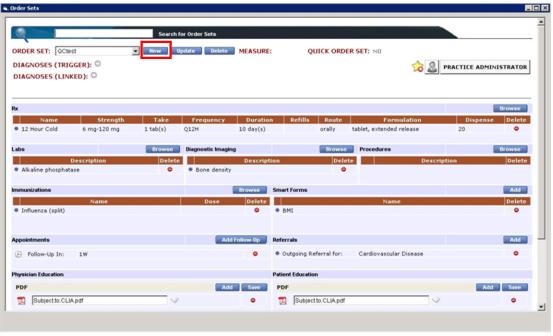 Order Sets
Search for Order Sets
ORDER SET: QCtest New Update Delete MEASURE: QUICK ORDER SET: NO
DIAGNOSES (TRIGGER):
PRACTICE ADMINISTRATOR
DIAGNOSES (LINKED):
Rx Browse
Name Strength Take Frequency Duration Refills Route Formulation Dispense Delete
12 Hour Cold 6 mg-120 mg 1 tab(s) Q12H 10 day(s) orally tablet, extended release 20
Labs Browse Diagnostic Imaging Browse Procedures Browse
Description Delete Description Delete Description Delete
Alkaline phosphatase Bone density
Immunizations Browse Smart Forms Add
Name Dose Delete Name Delete
Influenza (split) BMI
Appointments Add Follow-Up Referrals Add
Follow-Up In: 1W Outgoing Referral for: Cardiovascular Disease
Physician Education Patient Education
PDF Add Save PDF Add Save
Subject.to.CLIA.pdf Subject.to.CLIA.pdf